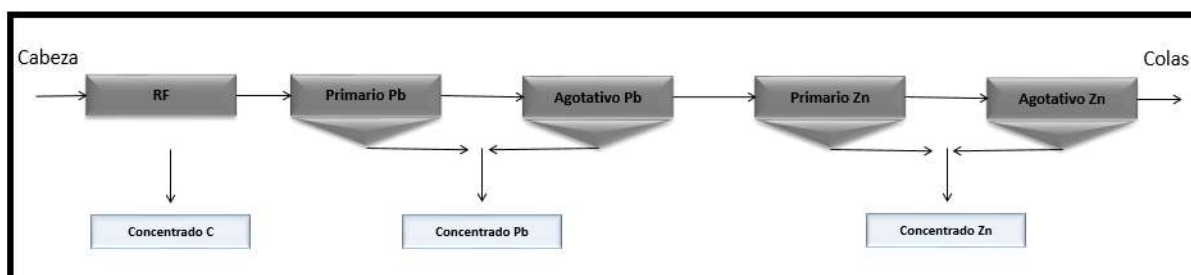 Cabeza
Colas
RF
Primario Pb
Agotativo Pb
Primario Zn
Agotativo Zn
Concentrado C
Concentrado Pb
Concentrado Zn